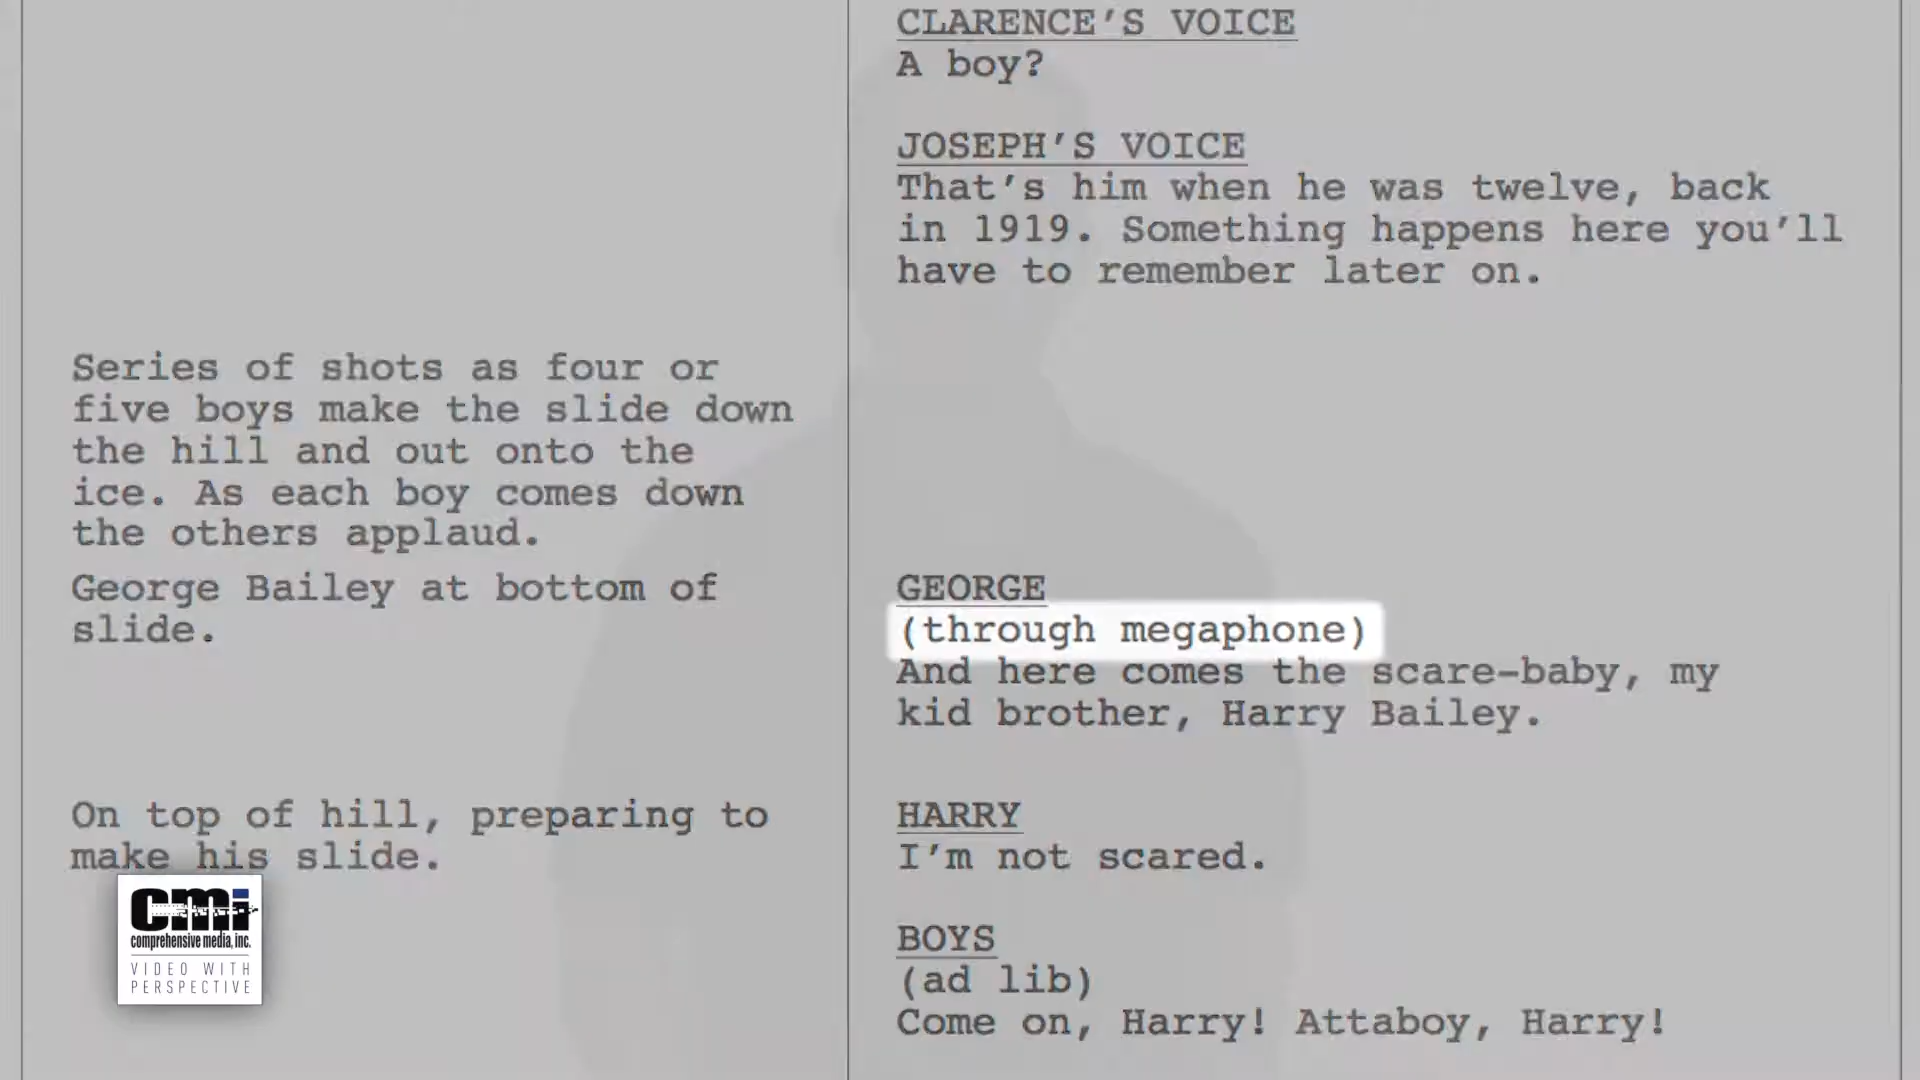 CLARENCE’S VOICE
A boy?
JOSEPH’S VOICE
That’s him when he was twelve, back
in 1919. Something happens here you’ll
have to remember later on.
Series of shots as four or
five boys make the slide down
the hill and out onto the
ice. As each boy comes down
the others applaud.
George Bailey at bottom of
slide.
GEORGE
(through megaphone)
And here comes the scare-baby, my
kid brother, Harry Bailey.
On top of hill, preparing to
make his slide.
HARRY
I’m not scared.
BOYS
(ad lib)
Come on, Harry! Attaboy, Harry!
cmi
comprehensive media, inc.
VIDEO WITH
PERSPECTIVE